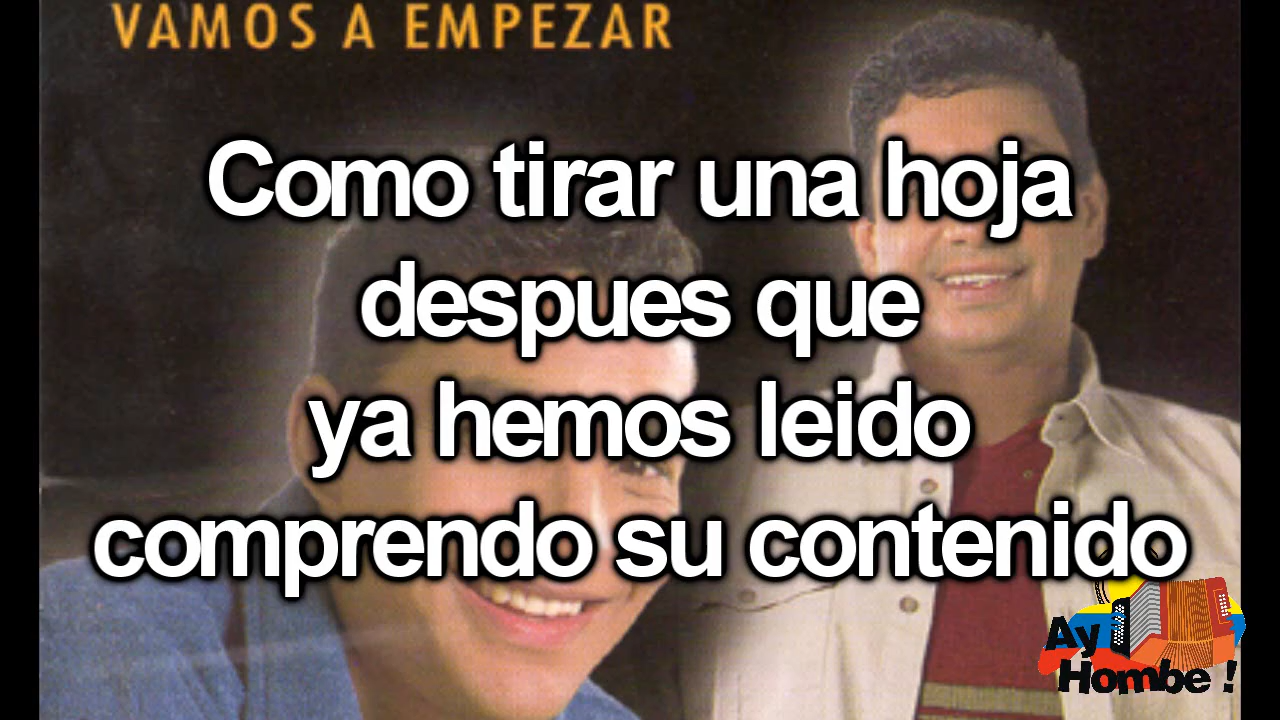 VAMOS A EMPEZAR
Como tirar una hoja
despues que
ya hemos leido
comprendo su contenido
Ay
Hombe !